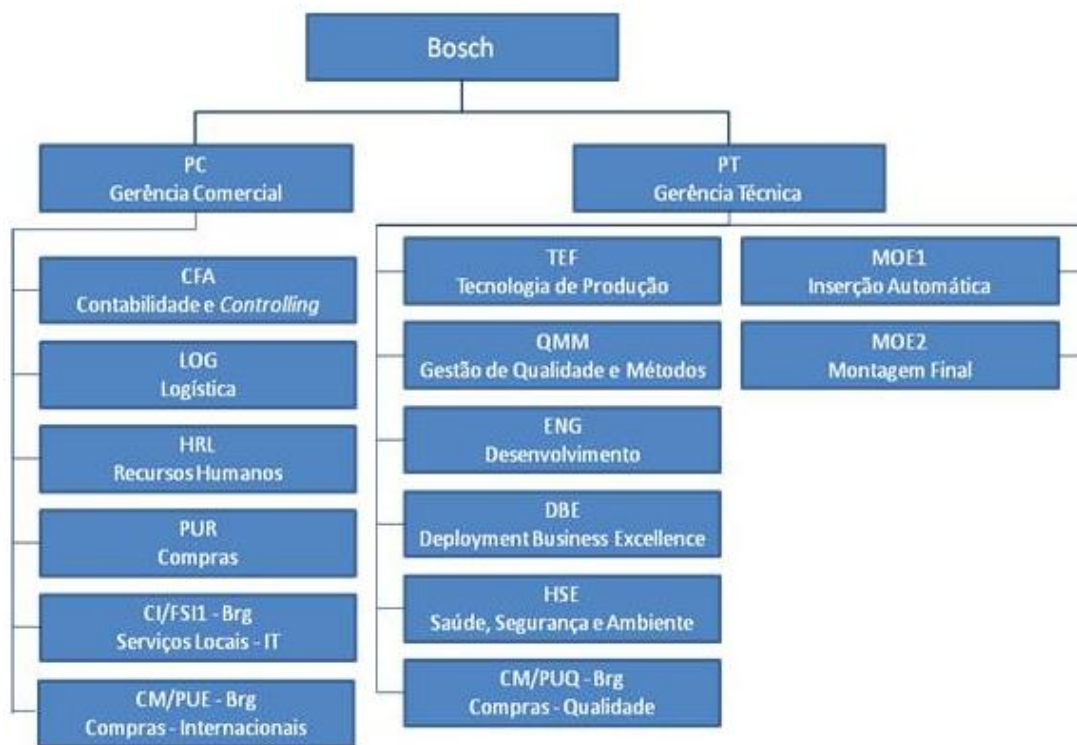 Bosch
PC
Gerência Comercial
PT
Gerência Técnica
CFA
Contabilidade e Controlling
LOG
Logística
HRL
Recursos Humanos
PUR
Compras
CI/FSI1 - Brg
Serviços Locais - IT
CM/PUE - Brg
Compras - Internacionais
TEF
Tecnologia de Produção
QMM
Gestão de Qualidade e Métodos
ENG
Desenvolvimento
DBE
Deployment Business Excellence
HSE
Saúde, Segurança e Ambiente
CM/PUQ - Brg
Compras - Qualidade
MOE1
Inserção Automática
MOE2
Montagem Final